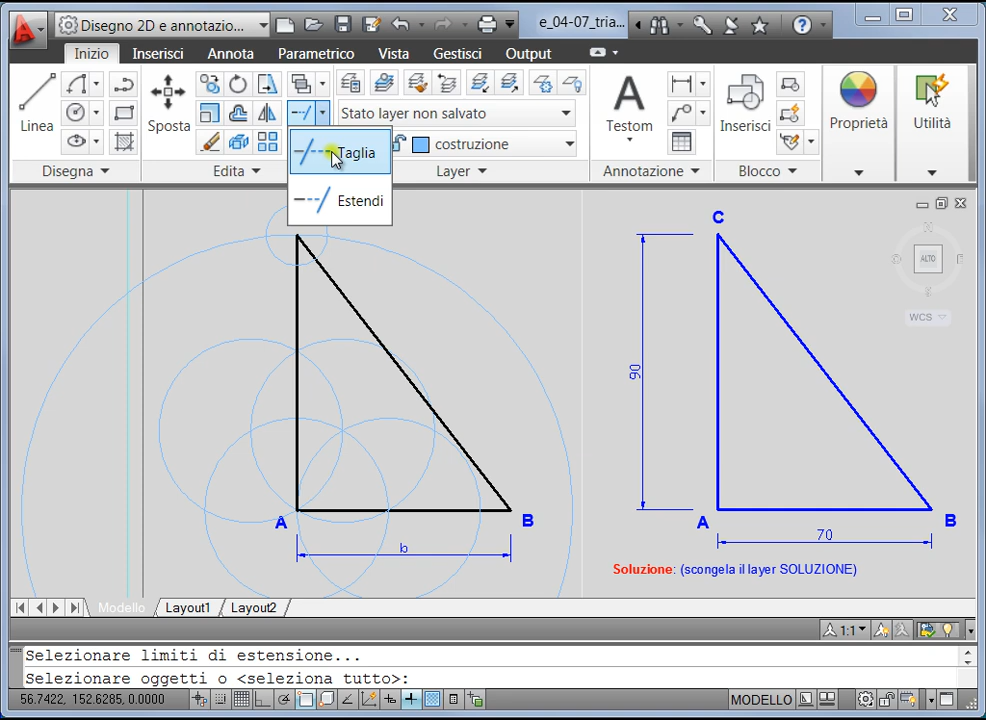 Disegno 2D e annotazio...
e_04-07_tria...
Inizio Inserisci Annota Parametrico Vista Gestisci Output
Linea
Sposta
Stato layer non salvato
costruzione
Testom
Inserisci
Proprietà
Utilità
Disegna
Edita
Layer
Annotazione
Blocco
Taglia
Estendi
C
ALTO
WCS
90
A
B
b
A
B
70
Soluzione: (scongela il layer SOLUZIONE)
Modello Layout1 Layout2
1:1
Selezionare limiti di estensione...
Selezionare oggetti o <seleziona tutto>:
56.7422, 152.6285, 0.0000
MODELLO